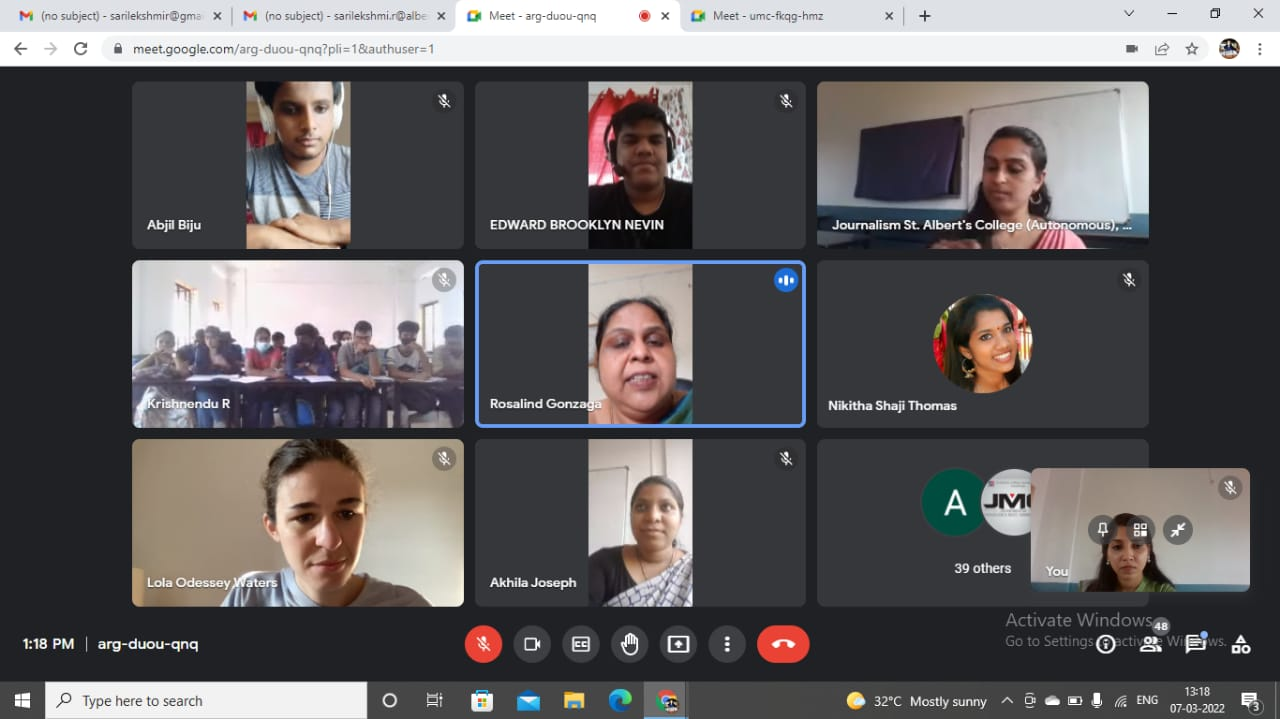 (no subject) - sarilekshmir@gma
(no subject) - sarilekshmi.r@albe
Meet - arg-duou-qnq
Meet - umc-fkqg-hmz
meet.google.com/arg-duou-qnq?pli=1&authuser=1
Abjil Biju
EDWARD BROOKLYN NEVIN
Journalism St. Albert's College (Autonomous), ...
Krishnendu R
Rosalind Gonzaga
Nikitha Shaji Thomas
Lola Odessey Waters
Akhila Joseph
A
JMC
39 others
You
Activate Windows
Go to Settings to activate Windows.
1:18 PM | arg-duou-qnq
CC
48
Type here to search
32°C Mostly sunny
ENG
13:18
07-03-2022
3